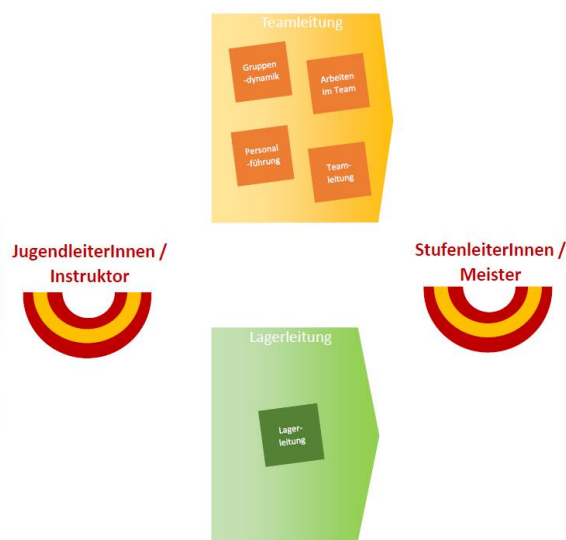 Teamleitung
Gruppen
-dynamik
Arbeiten
im Team
Personal
-führung
Team-
leitung
JugendleiterInnen /
Instruktor
StufenleiterInnen /
Meister
Lagerleitung
Lager-
leitung